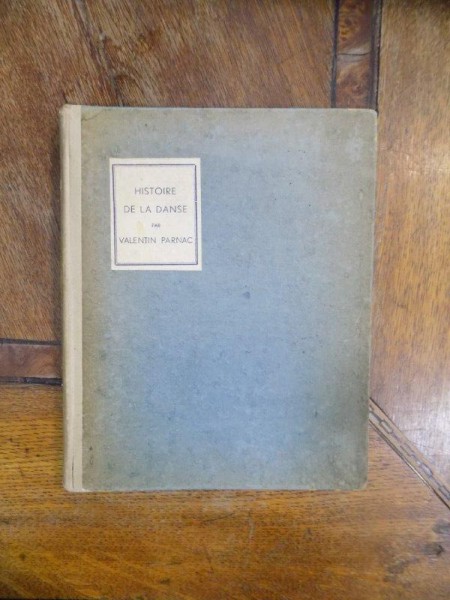 HISTOIRE
DE LA DANSE
PAR
VALENTIN PARNAC